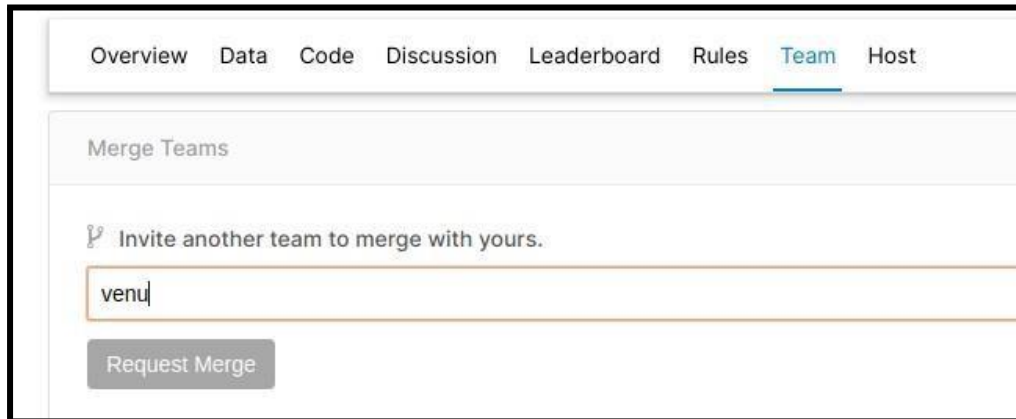 Overview Data Code Discussion Leaderboard Rules Team Host
Merge Teams
Invite another team to merge with yours.
venu
Request Merge